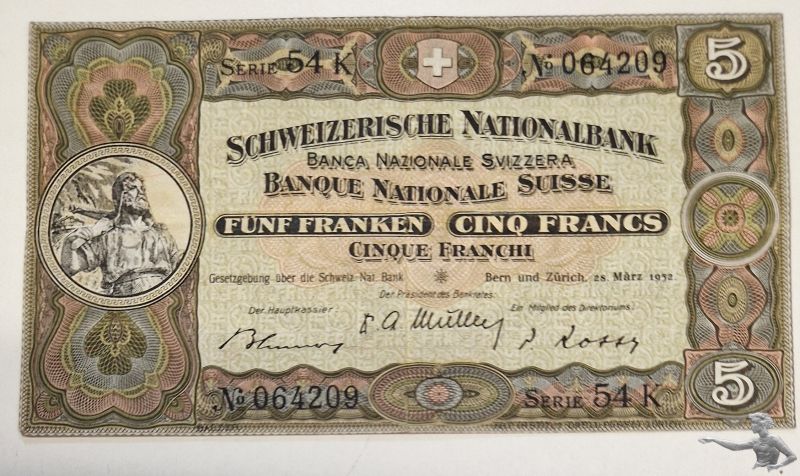 SERIE 54 K № 064209 5
SCHWEIZERISCHE NATIONALBANK
BANCA NAZIONALE SVIZZERA
BANQUE NATIONALE SUISSE
FÜNF FRANKEN CINQ FRANCS
CINQUE FRANCHI
Gesetzgebung über die Schweiz. Nat. Bank Bern und Zürich, 28. März 1952.
Der Präsident des Bankrates:
Der Hauptkassier: Ein Mitglied des Direktoriums:
Müller Rossy
№ 064209 SERIE 54 K 5